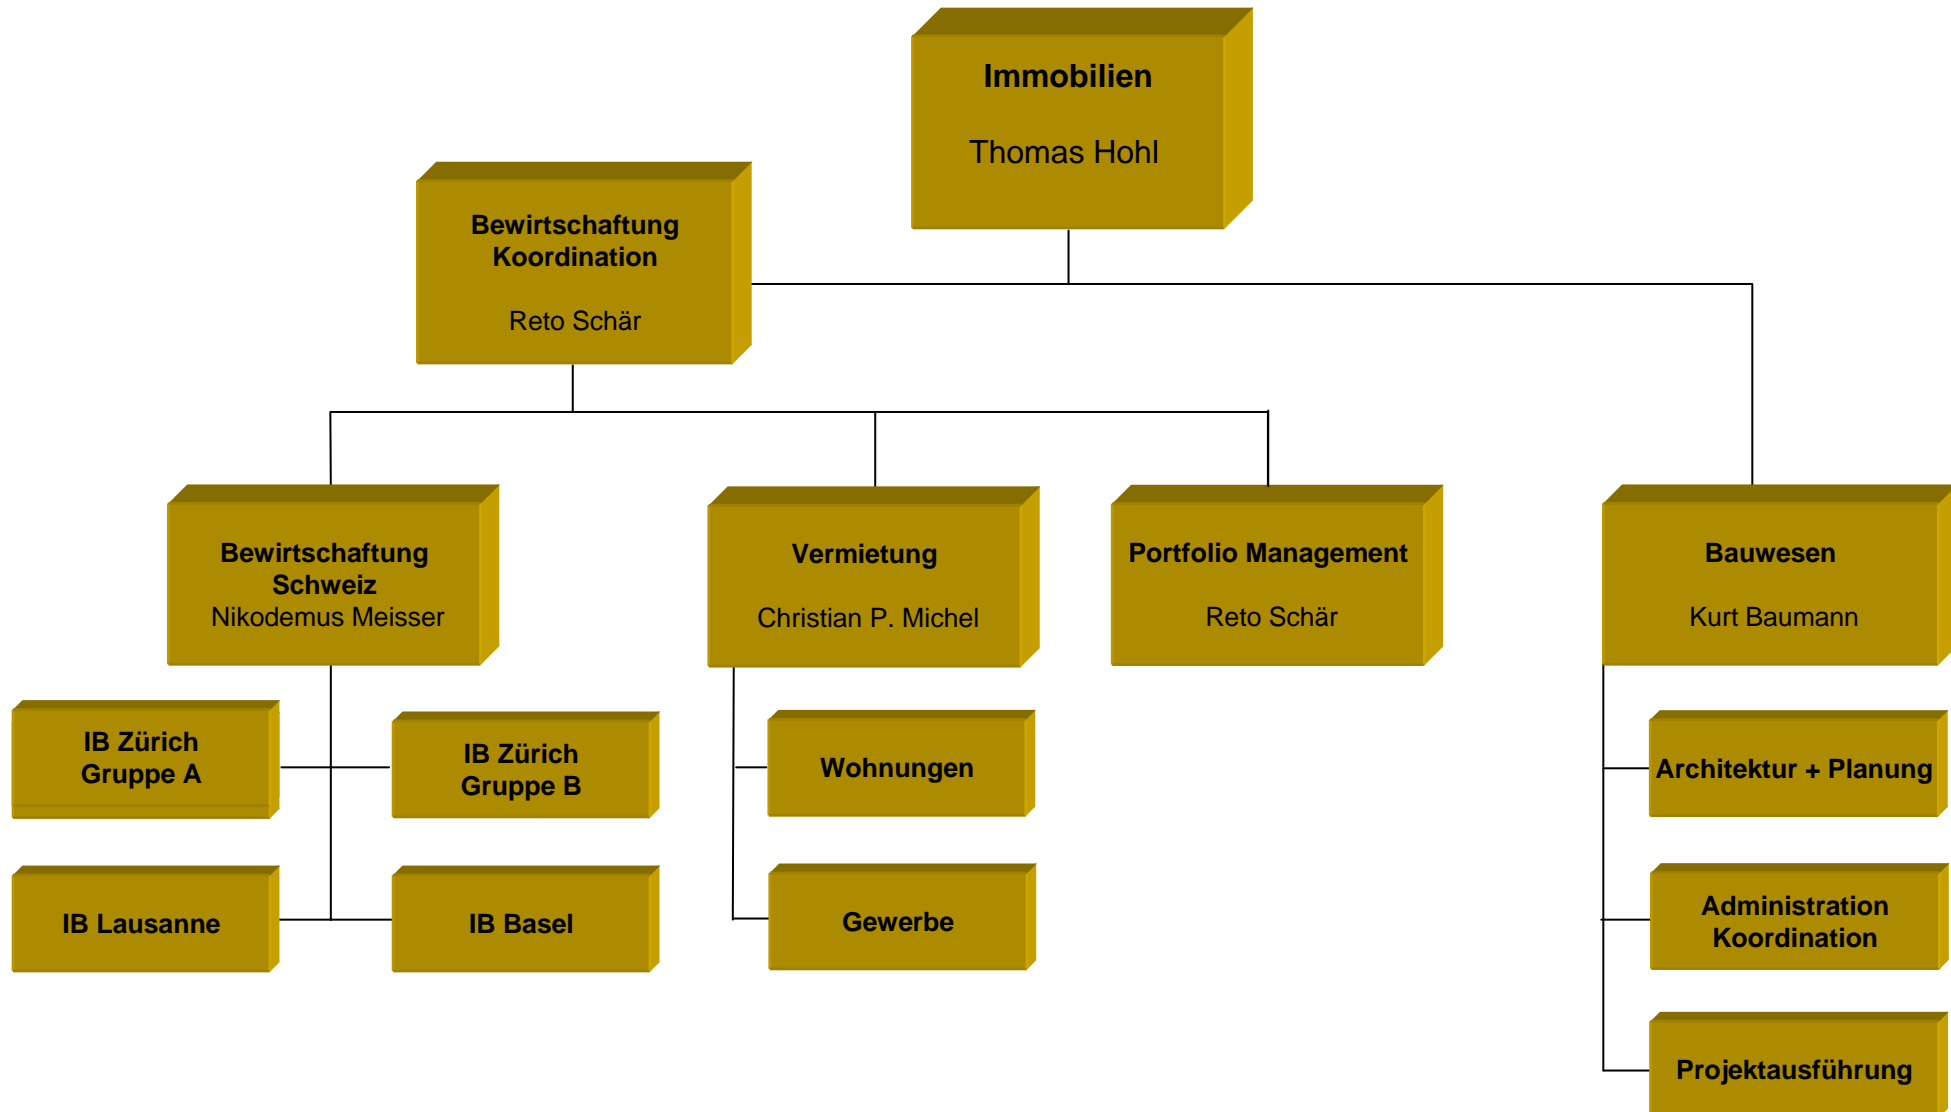 Immobilien
Thomas Hohl
Bewirtschaftung
Koordination
Reto Schär
Bewirtschaftung
Schweiz
Nikodemus Meisser
Vermietung
Christian P. Michel
Portfolio Management
Reto Schär
Bauwesen
Kurt Baumann
IB Zürich
Gruppe A
IB Zürich
Gruppe B
Wohnungen
Architektur + Planung
IB Lausanne
IB Basel
Gewerbe
Administration
Koordination
Projektausführung